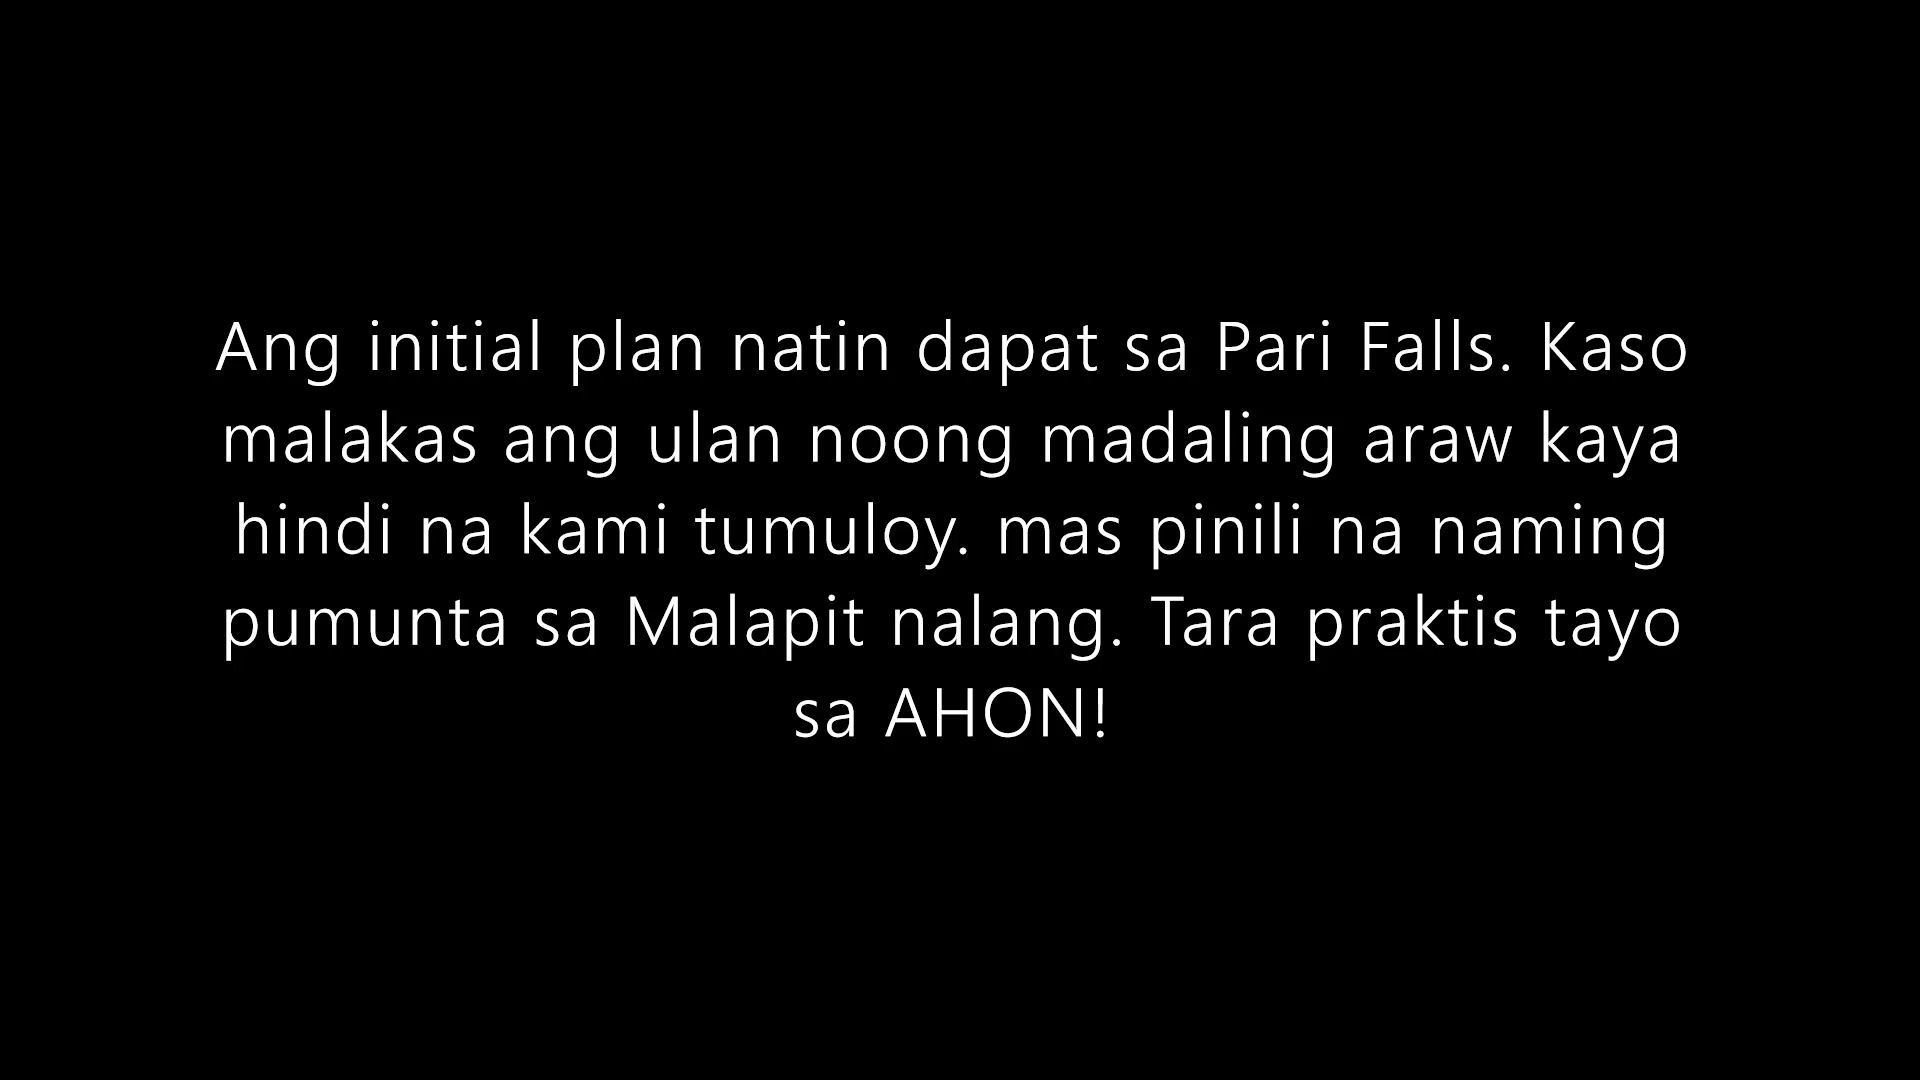 Ang initial plan natin dapat sa Pari Falls. Kaso
malakas ang ulan noong madaling araw kaya
hindi na kami tumuloy. mas pinili na naming
pumunta sa Malapit nalang. Tara praktis tayo
sa AHON!